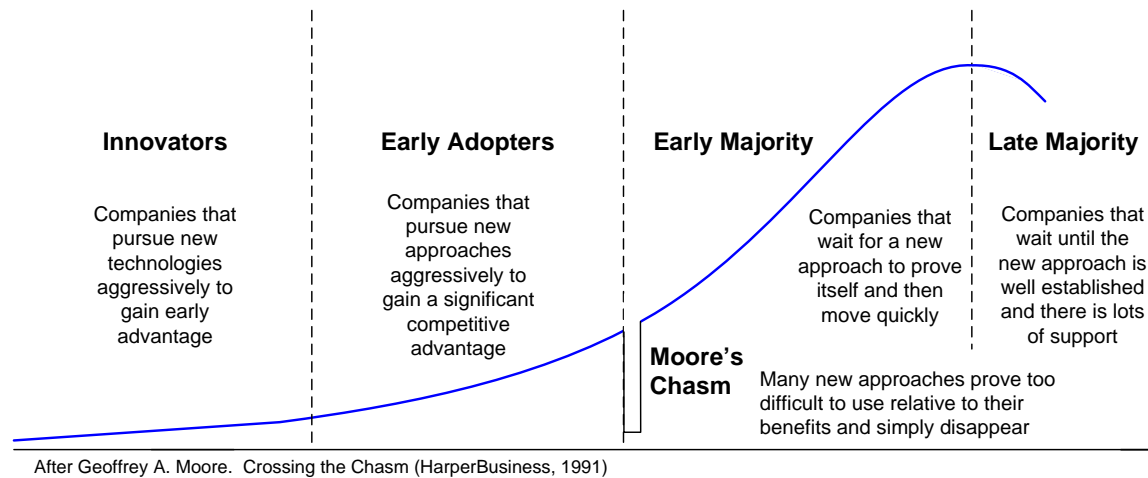 Innovators
Companies that
pursue new
technologies
aggressively to
gain early
advantage
Early Adopters
Companies that
pursue new
approaches
aggressively to
gain a significant
competitive
advantage
Early Majority
Companies that
wait for a new
approach to prove
itself and then
move quickly
Late Majority
Companies that
wait until the
new approach is
well established
and there is lots
of support
Moore's
Chasm
Many new approaches prove too
difficult to use relative to their
benefits and simply disappear
After Geoffrey A. Moore.  Crossing the Chasm (HarperBusiness, 1991)